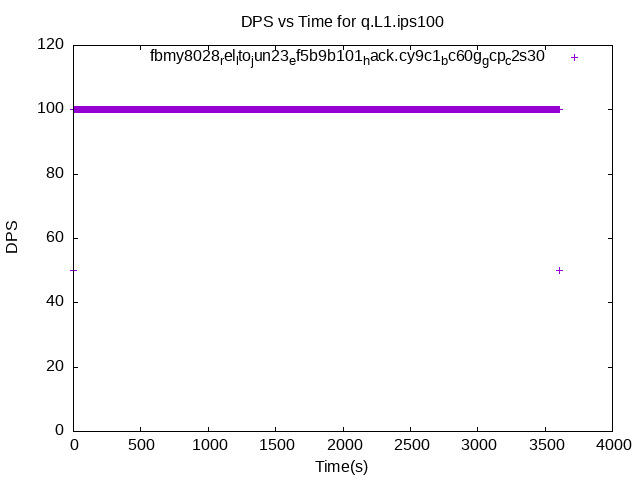 DPS vs Time for q.L1.ips100
120
fbmy8028relltojun23ef5b9b101hack.cy9c1bc60ggcpc2s30
100
80
60
40
20
0
DPS
0 500 1000 1500 2000 2500 3000 3500 4000
Time(s)